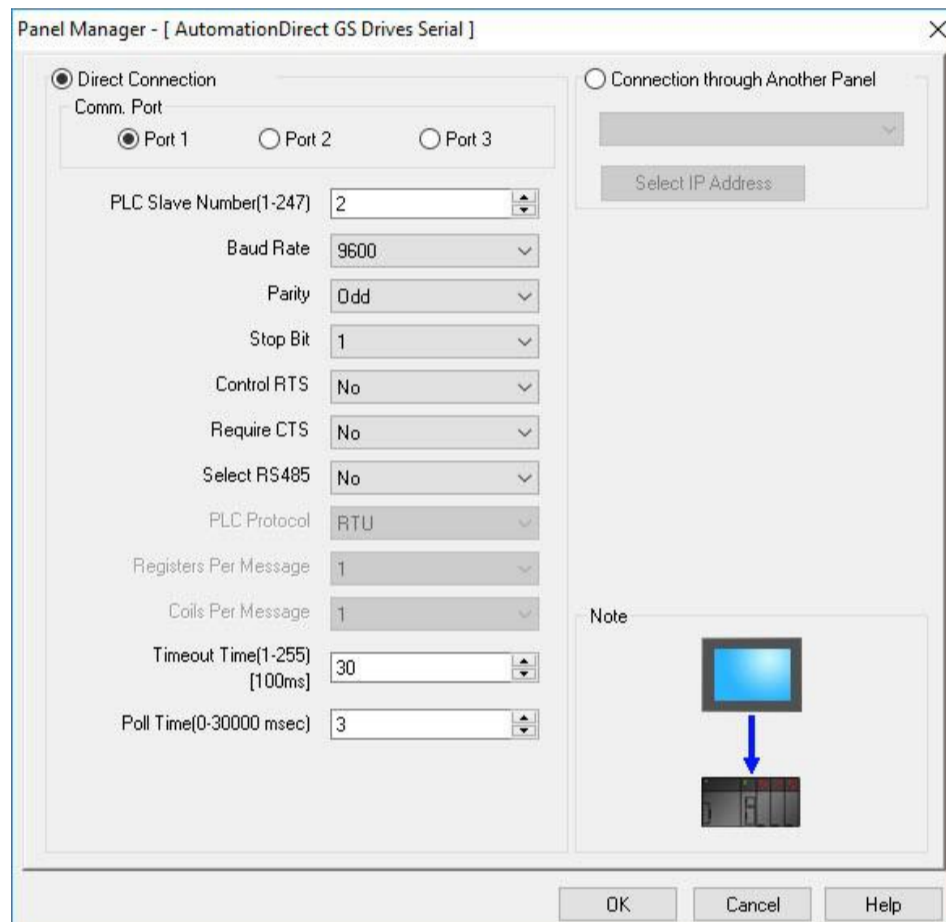 Panel Manager - [ AutomationDirect GS Drives Serial ]
Direct Connection
Comm. Port
Port 1
Port 2
Port 3
PLC Slave Number(1-247)
2
Baud Rate
9600
Parity
Odd
Stop Bit
1
Control RTS
No
Require CTS
No
Select RS485
No
PLC Protocol
RTU
Registers Per Message
1
Coils Per Message
1
Timeout Time(1-255)
[100ms]
30
Poll Time(0-30000 msec)
3
Connection through Another Panel
Select IP Address
Note
OK
Cancel
Help